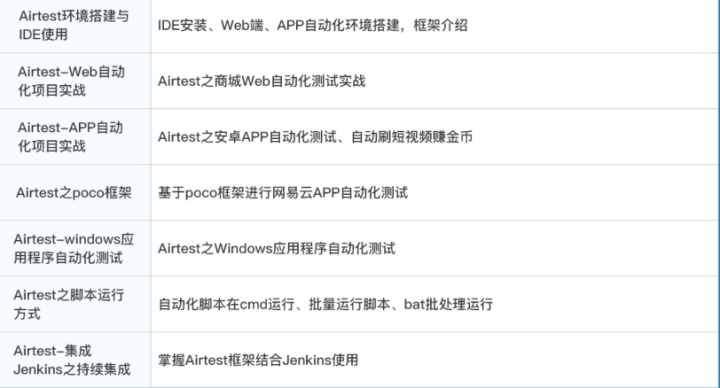 Airtest环境搭建与
IDE使用
IDE安装、Web端、APP自动化环境搭建，框架介绍
Airtest-Web自动
化项目实战
Airtest之商城Web自动化测试实战
Airtest-APP自动
化项目实战
Airtest之安卓APP自动化测试、自动刷短视频赚金币
Airtest之poco框架
基于poco框架进行网易云APP自动化测试
Airtest-windows应
用程序自动化测试
Airtest之Windows应用程序自动化测试
Airtest之脚本运行
方式
自动化脚本在cmd运行、批量运行脚本、bat批处理运行
Airtest-集成
Jenkins之持续集成
掌握Airtest框架结合Jenkins使用